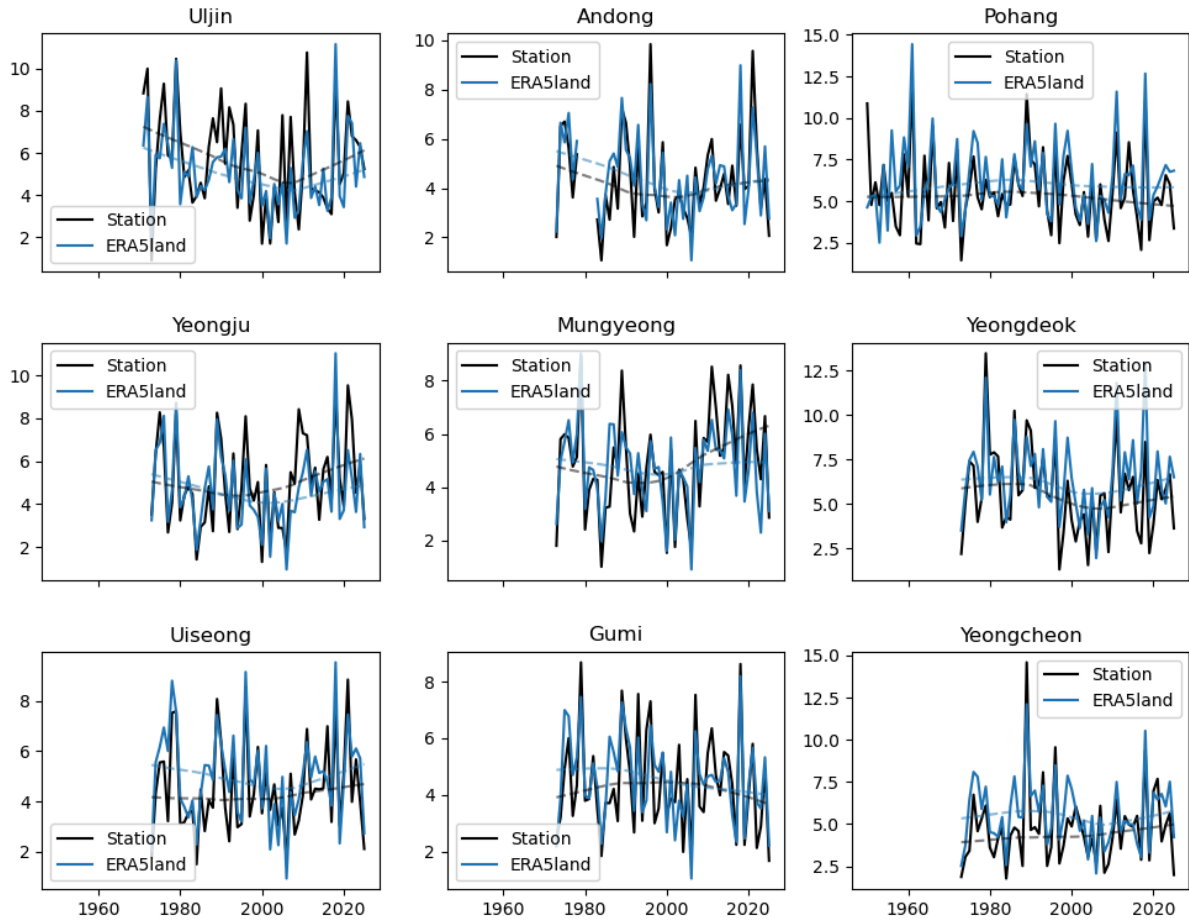 Uljin
10
8
6
4
2
Station
ERA5land
Andong
10
8
6
4
2
Station
ERA5land
Pohang
15.0
12.5
10.0
7.5
5.0
2.5
Station
ERA5land
Yeongju
10
8
6
4
2
Station
ERA5land
Mungyeong
8
6
4
2
Station
ERA5land
Yeongdeok
12.5
10.0
7.5
5.0
2.5
Station
ERA5land
Uiseong
8
6
4
2
Station
ERA5land
1960 1980 2000 2020
Gumi
8
6
4
2
Station
ERA5land
1960 1980 2000 2020
Yeongcheon
15.0
12.5
10.0
7.5
5.0
2.5
Station
ERA5land
1960 1980 2000 2020